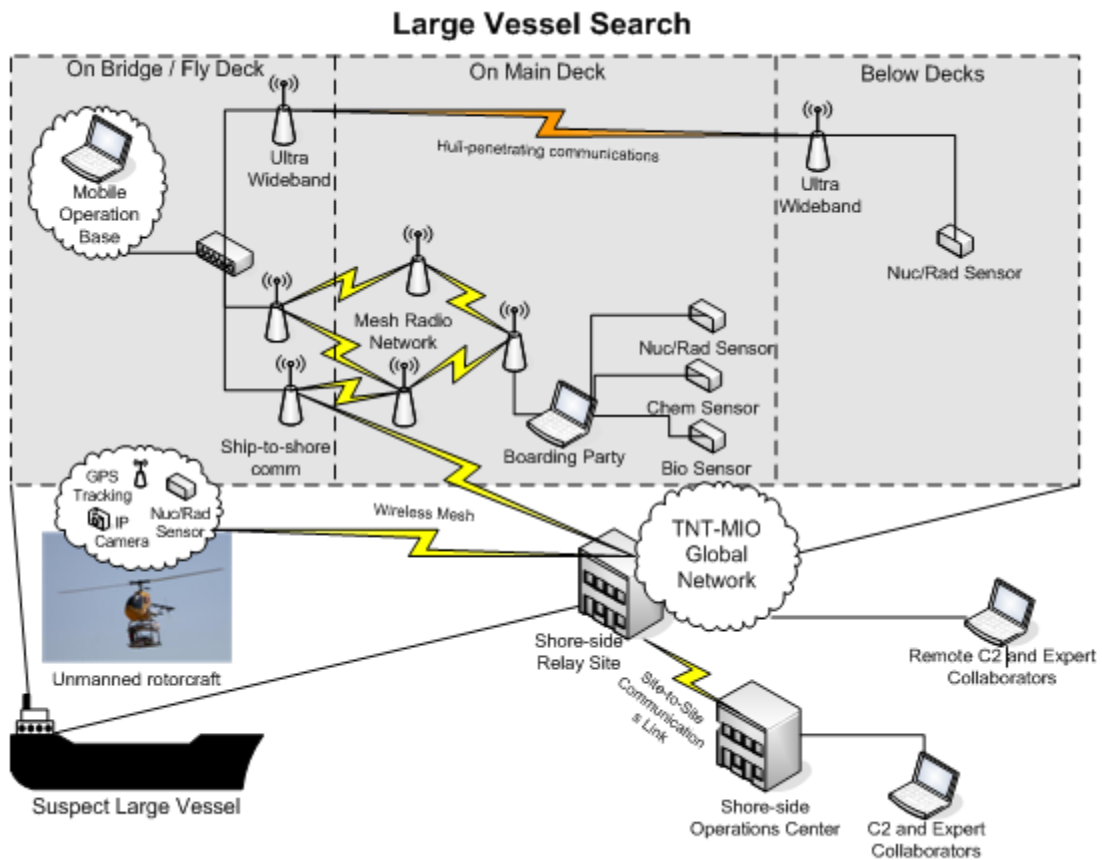 Large Vessel Search
On Bridge / Fly Deck
On Main Deck
Below Decks
Mobile
Operation
Base
Ultra
Wideband
Hull-penetrating communications
Ultra
Wideband
Nuc/Rad Sensor
Mesh Radio
Network
Nuc/Rad Sensor
Chem Sensor
Bio Sensor
Boarding Party
Ship-to-shore
comm
GPS
Tracking
Nuc/Rad
Sensor
IP
Camera
Wireless Mesh
TNT-MIO
Global
Network
Unmanned rotorcraft
Shore-side
Relay Site
Remote C2 and Expert
Collaborators
Site-to-Site
Communication
s Link
Suspect Large Vessel
Shore-side
Operations Center
C2 and Expert
Collaborators